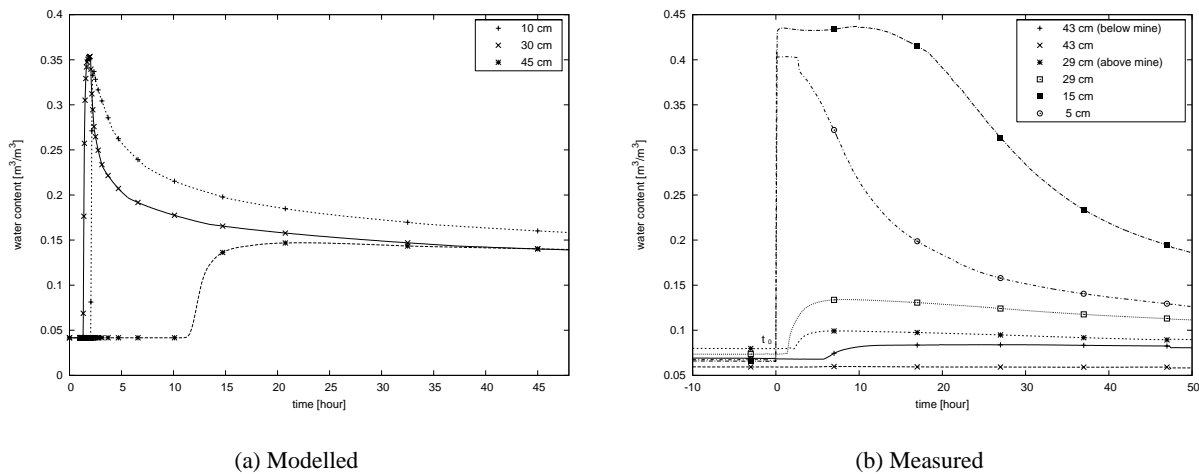 0.4
0.35
0.3
0.25
0.2
0.15
0.1
0.05
0
water content [m³/m³]
0 5 10 15 20 25 30 35 40 45
time [hour]
10 cm
30 cm
45 cm
(a) Modelled
0.45
0.4
0.35
0.3
0.25
0.2
0.15
0.1
0.05
water content [m³/m³]
-10 0 10 20 30 40 50
time [hour]
43 cm (below mine)
43 cm
29 cm (above mine)
29 cm
15 cm
5 cm
t₀
(b) Measured